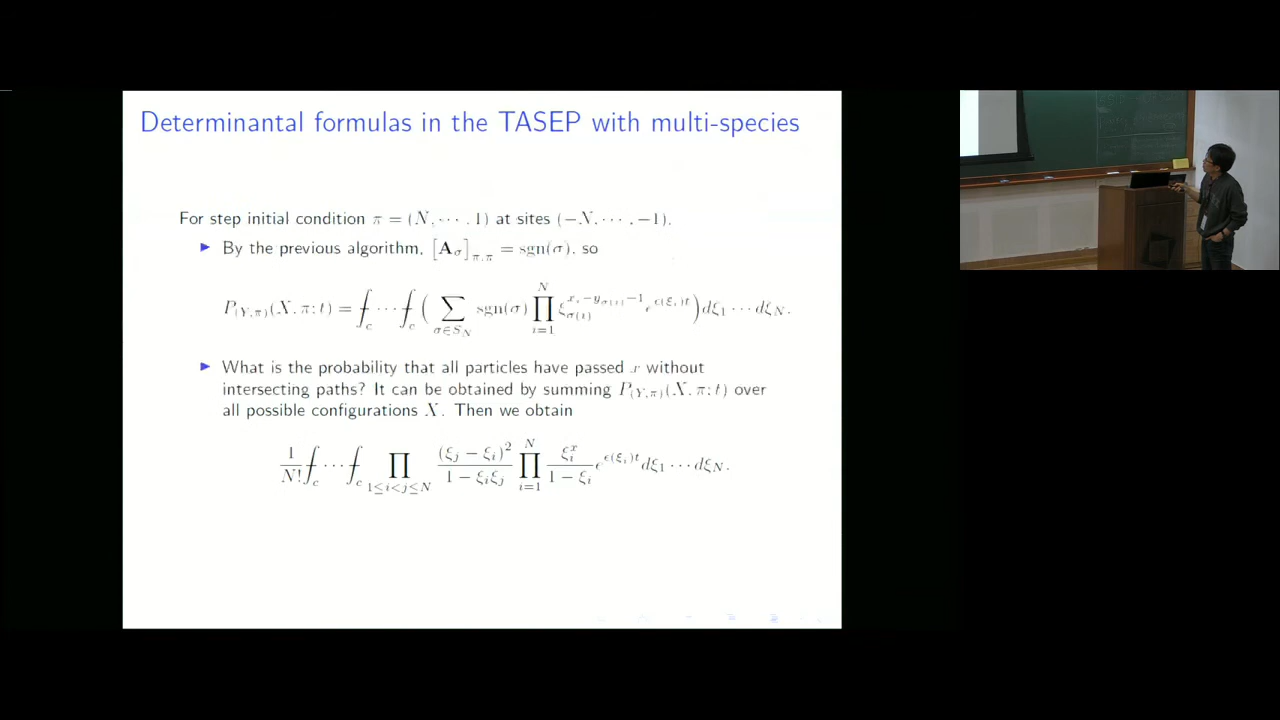 Determinantal formulas in the TASEP with multi-species
For step initial condition π = (N, ··· , 1) at sites (−N, ··· , −1),
▶ By the previous algorithm, [A_σ]_{π,π} = sgn(σ), so
P_{(Y,π)}(X, π; t) = ⨍_c ··· ⨍_c ( ∑_{σ∈S_N} sgn(σ) ∏_{i=1}^{N} ξ_{σ(i)}^{x_i − y_{σ(i)} − 1} e^{ε(ξ_i)t} ) dξ_1 ··· dξ_N.
▶ What is the probability that all particles have passed x without
intersecting paths? It can be obtained by summing P_{(Y,π)}(X, π; t) over
all possible configurations X. Then we obtain
1/N! ⨍_c ··· ⨍_c ∏_{1≤i<j≤N} (ξ_j − ξ_i)^2 / (1 − ξ_i ξ_j) ∏_{i=1}^{N} ξ_i^x / (1 − ξ_i) e^{ε(ξ_i)t} dξ_1 ··· dξ_N.